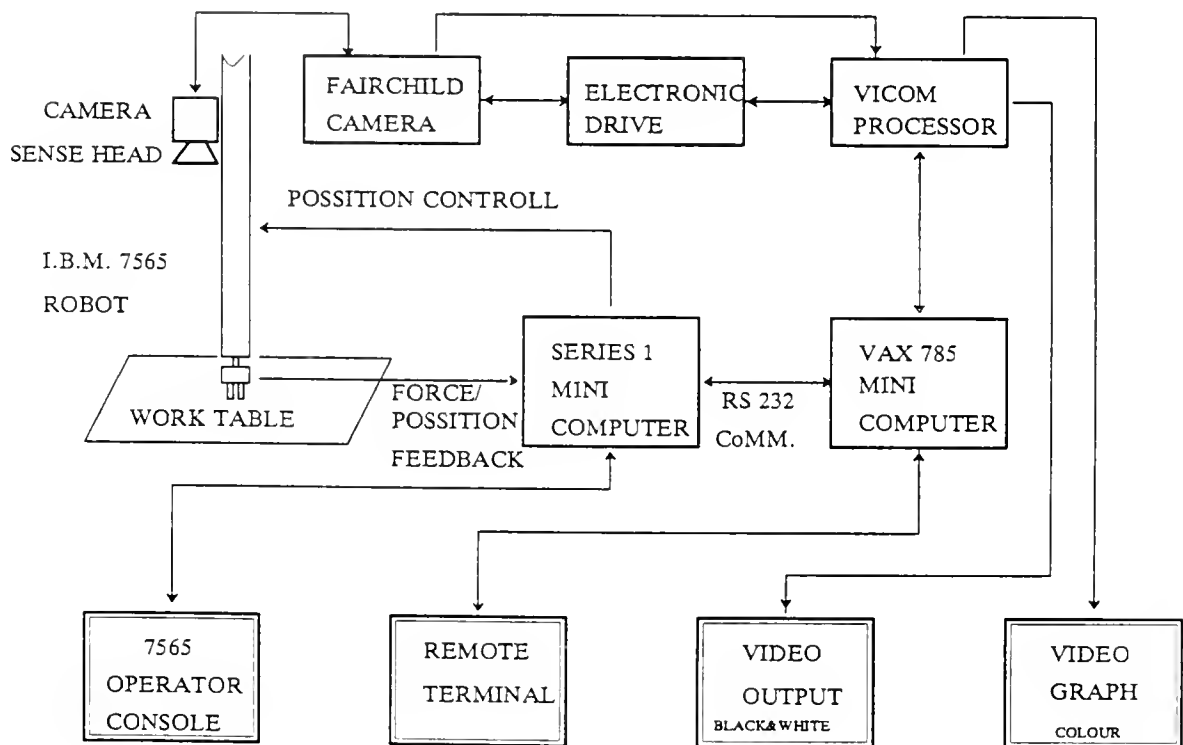 FAIRCHILD
CAMERA
ELECTRONIC
DRIVE
VICOM
PROCESSOR
CAMERA
SENSE HEAD
POSSITION CONTROLL
I.B.M. 7565
ROBOT
WORK TABLE
FORCE/
POSSITION
FEEDBACK
SERIES 1
MINI
COMPUTER
RS 232
CoMM.
VAX 785
MINI
COMPUTER
7565
OPERATOR
CONSOLE
REMOTE
TERMINAL
VIDEO
OUTPUT
BLACK&WHITE
VIDEO
GRAPH
COLOUR